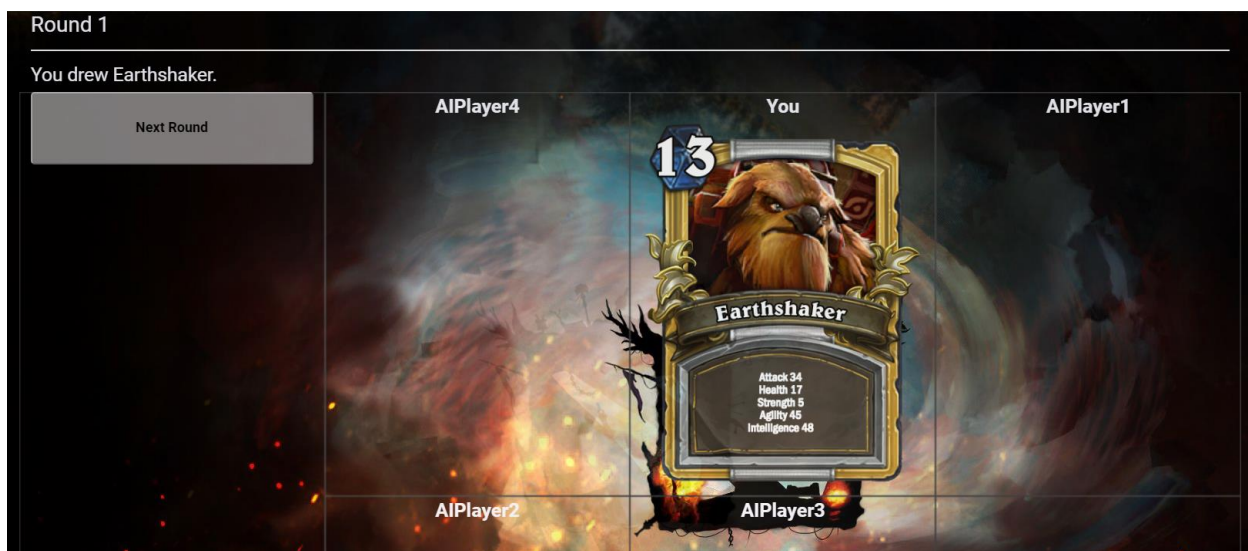 Round 1
You drew Earthshaker.
Next Round
AIPlayer4
You
AIPlayer1
13
Earthshaker
Attack 34
Health 17
Strength 5
Agility 45
Intelligence 48
AIPlayer2
AIPlayer3